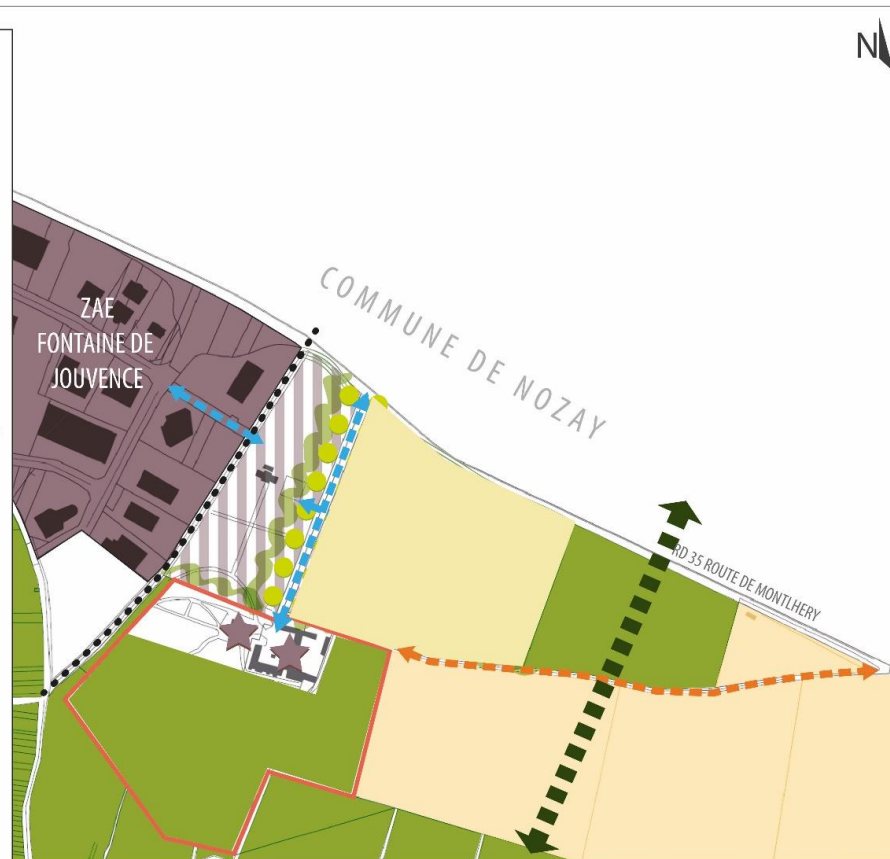 N
COMMUNE DE NOZAY
ZAE
FONTAINE DE
JOUVENCE
RD 35 ROUTE DE MONTLHERY